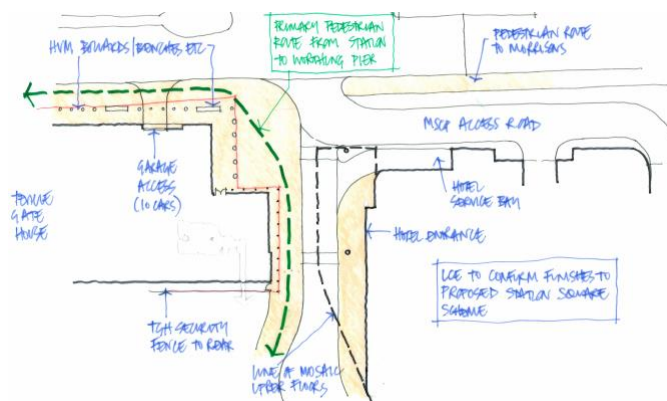 HVM BOLLARDS/BENCHES ETC
PRIMARY PEDESTRIAN
ROUTE FROM STATION
TO WORTHING PIER
PEDESTRIAN ROUTE
TO MORRISONS
MSCP ACCESS ROAD
GARAGE
ACCESS
(10 CARS)
HOTEL
SERVICE BAY
TEVILLE
GATE
HOUSE
HOTEL ENTRANCE
LCE TO CONFIRM FINISHES TO
PROPOSED STATION SQUARE
SCHEME
TGH SECURITY
FENCE TO REAR
LINE OF MOSAIC
UPPER FLOORS